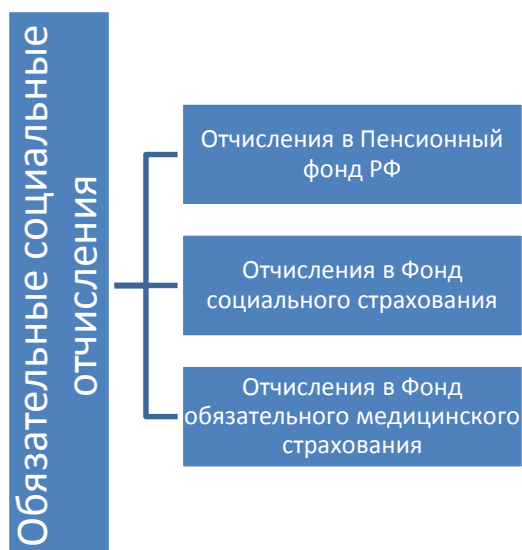 Обязательные социальные
отчисления
Отчисления в Пенсионный
фонд РФ
Отчисления в Фонд
социального страхования
Отчисления в Фонд
обязательного медицинского
страхования